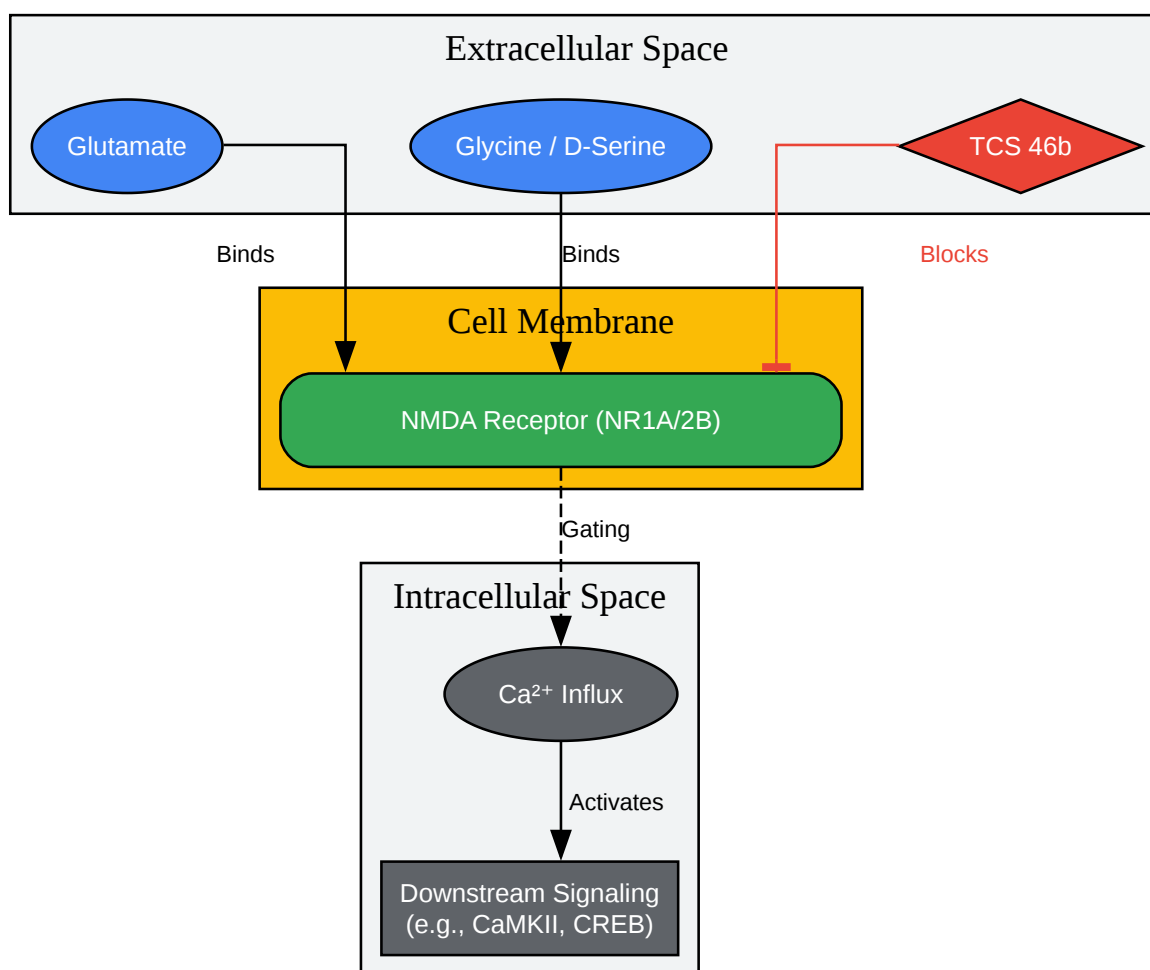 Extracellular Space
Glutamate
Glycine / D-Serine
TCS 46b
Binds
Binds
Blocks
Cell Membrane
NMDA Receptor (NR1A/2B)
Gating
Intracellular Space
Ca²⁺ Influx
Activates
Downstream Signaling
(e.g., CaMKII, CREB)